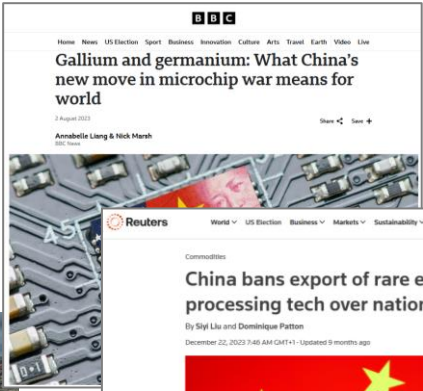 BBC
Home News US Election Sport Business Innovation Culture Arts Travel Earth Video Live
Gallium and germanium: What China's
new move in microchip war means for
world
2 August 2023
Share Save
Annabelle Liang & Nick Marsh
BBC News
45
Reuters
World US Election Business Markets Sustainability
Commodities
China bans export of rare e
processing tech over nation
By Siyi Liu and Dominique Patton
December 22, 2023 7:46 AM GMT+1 · Updated 9 months ago